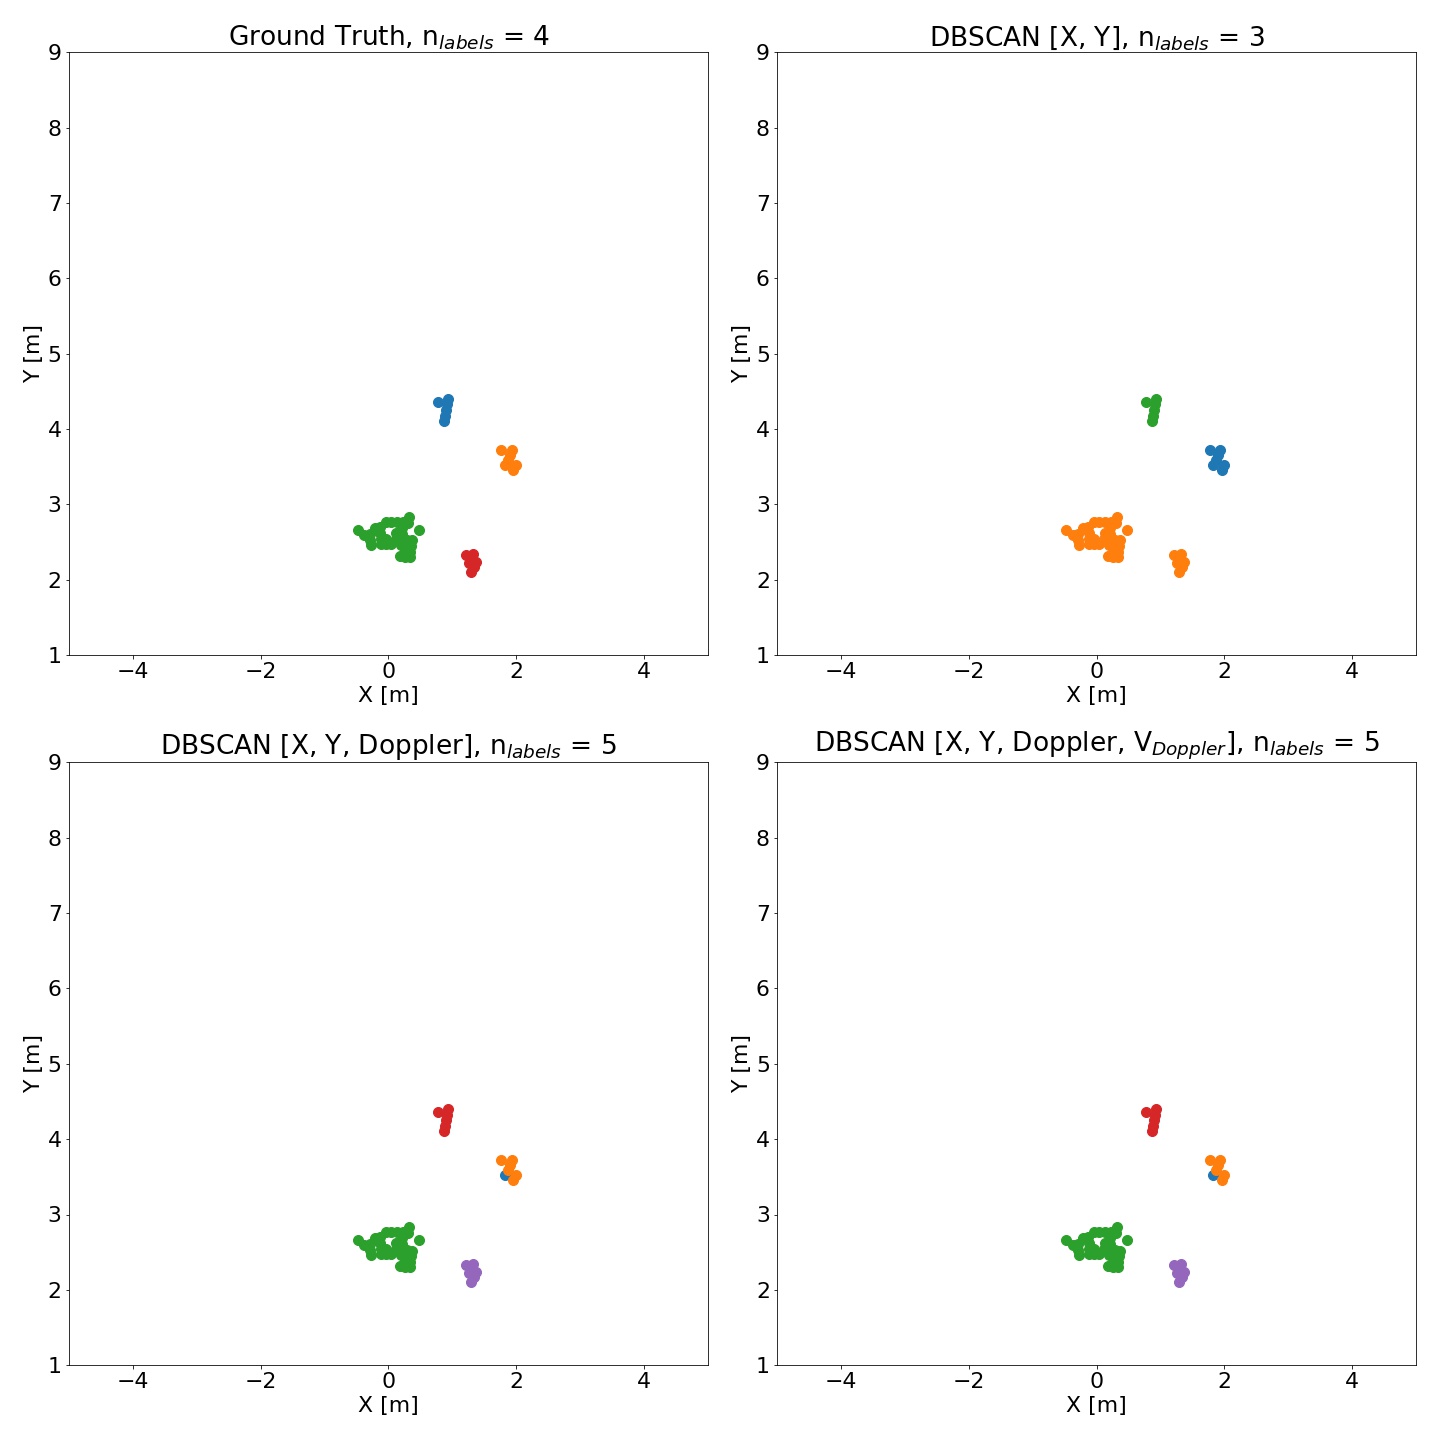 Ground Truth, n_labels = 4
9
8
7
6
5
4
3
2
1
Y [m]
−4 −2 0 2 4
X [m]
DBSCAN [X, Y], n_labels = 3
9
8
7
6
5
4
3
2
1
Y [m]
−4 −2 0 2 4
X [m]
DBSCAN [X, Y, Doppler], n_labels = 5
9
8
7
6
5
4
3
2
1
Y [m]
−4 −2 0 2 4
X [m]
DBSCAN [X, Y, Doppler, V_Doppler], n_labels = 5
9
8
7
6
5
4
3
2
1
Y [m]
−4 −2 0 2 4
X [m]